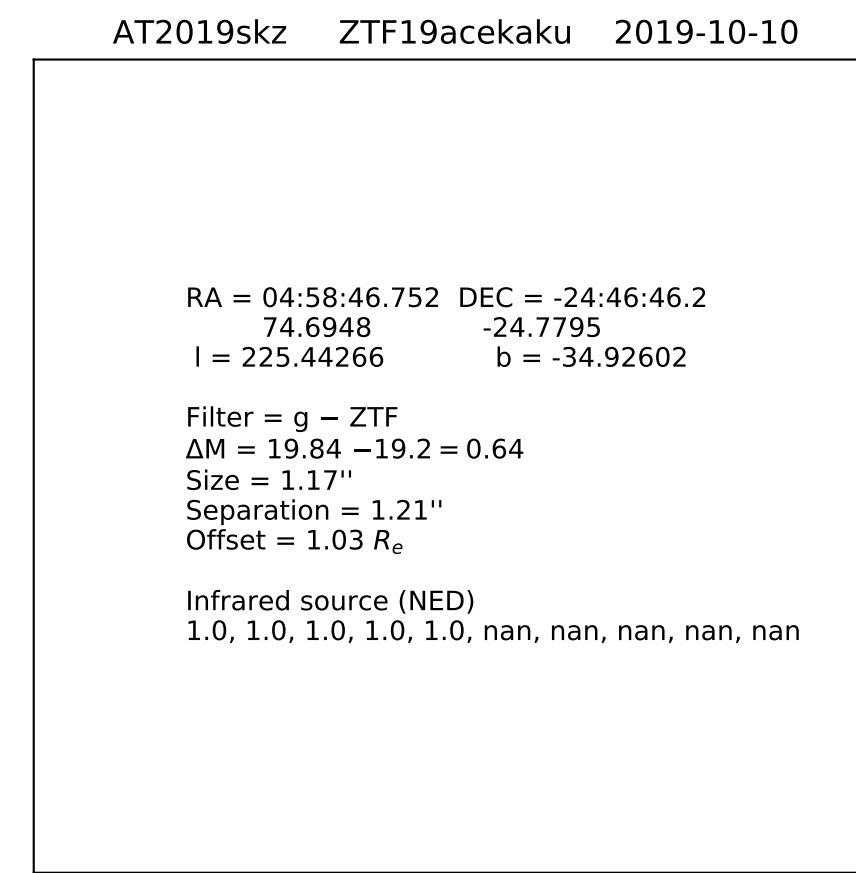 AT2019skz ZTF19acekaku 2019-10-10
RA = 04:58:46.752 DEC = -24:46:46.2
74.6948 -24.7795
l = 225.44266 b = -34.92602
Filter = g − ZTF
ΔM = 19.84 −19.2 = 0.64
Size = 1.17''
Separation = 1.21''
Offset = 1.03 Re
Infrared source (NED)
1.0, 1.0, 1.0, 1.0, 1.0, nan, nan, nan, nan, nan